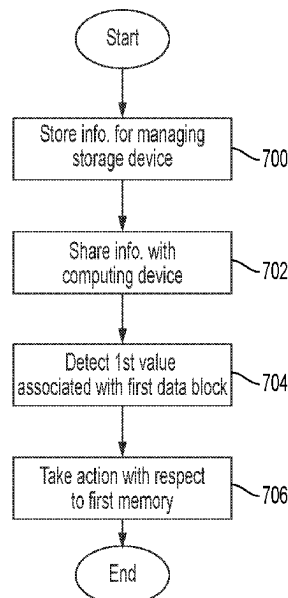 Start
Store info. for managing
storage device
700
Share info. with
computing device
702
Detect 1st value
associated with first data block
704
Take action with respect
to first memory
706
End